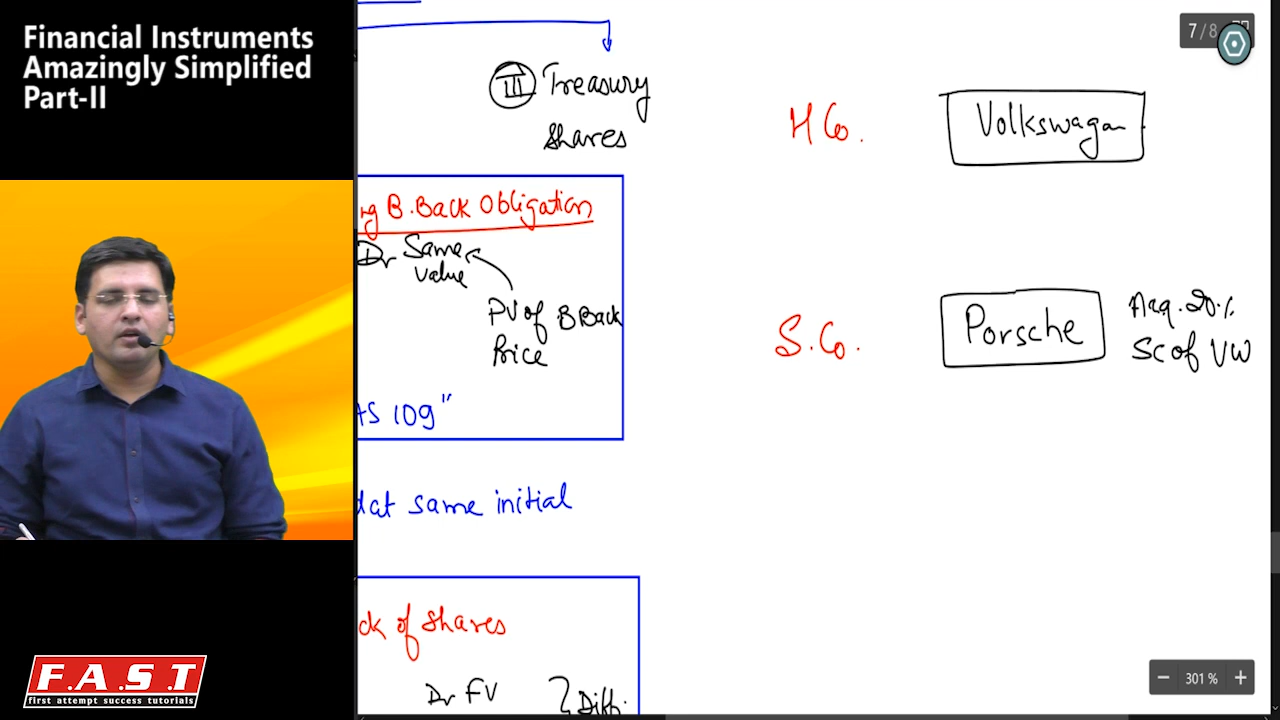 Financial Instruments
Amazingly Simplified
Part-II
F.A.S.T
first attempt success tutorials
7 / 8
III Treasury
shares
H Co.
Volkswagan
B.Back Obligation
Dr Same
value
PV of B Back
Price
S. Co.
Porsche
Acq. 20%
SC of VW
AS 109"
at same initial
ck of shares
Dr FV
} Diff.
301 %